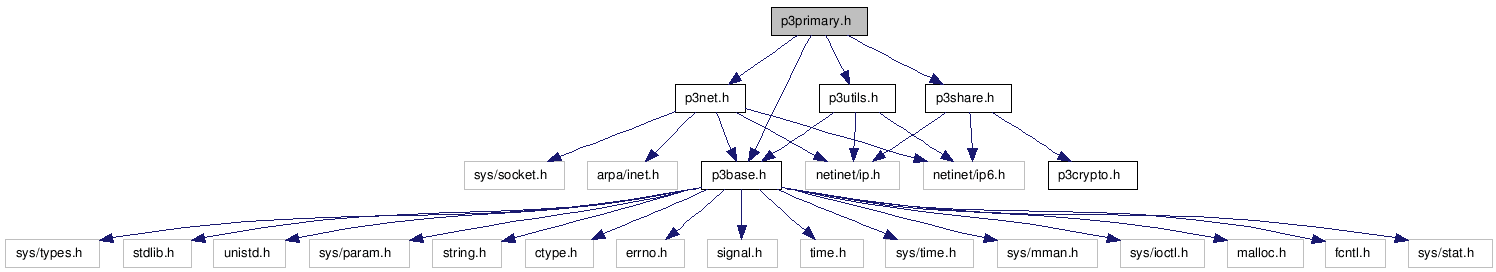 p3primary.h
p3net.h
p3utils.h
p3share.h
sys/socket.h
arpa/inet.h
p3base.h
netinet/ip.h
netinet/ip6.h
p3crypto.h
sys/types.h
stdlib.h
unistd.h
sys/param.h
string.h
ctype.h
errno.h
signal.h
time.h
sys/time.h
sys/mman.h
sys/ioctl.h
malloc.h
fcntl.h
sys/stat.h